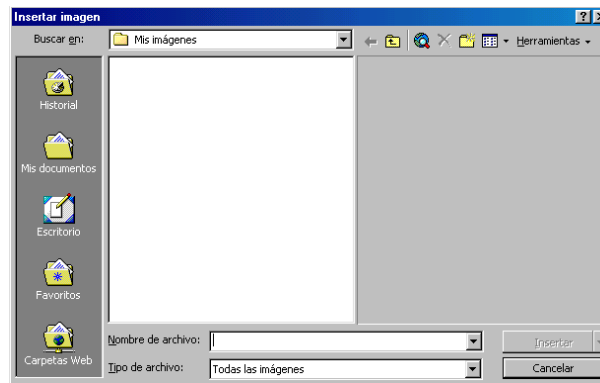 Insertar imagen
Buscar en:
Mis imágenes
Herramientas
Historial
Mis documentos
Escritorio
Favoritos
Carpetas Web
Nombre de archivo:
Insertar
Tipo de archivo:
Todas las imágenes
Cancelar